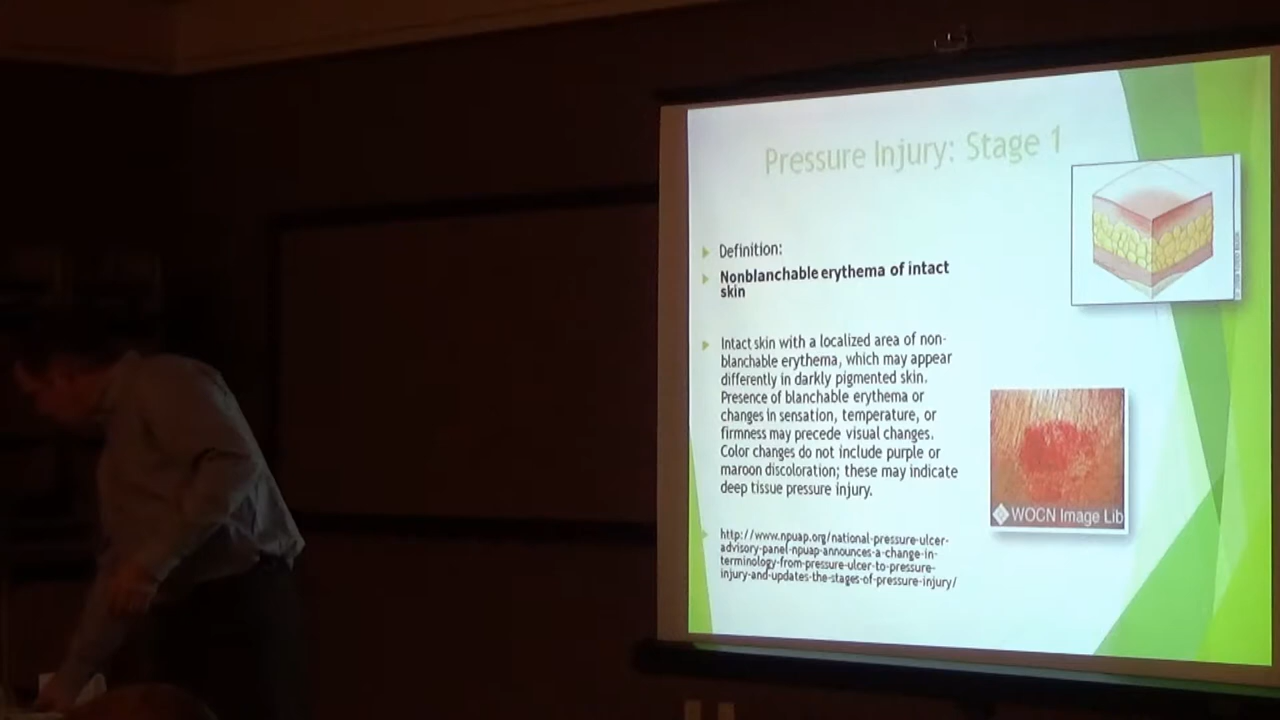 Pressure Injury: Stage 1
Definition:
Nonblanchable erythema of intact
skin
Intact skin with a localized area of non-
blanchable erythema, which may appear
differently in darkly pigmented skin.
Presence of blanchable erythema or
changes in sensation, temperature, or
firmness may precede visual changes.
Color changes do not include purple or
maroon discoloration; these may indicate
deep tissue pressure injury.
http://www.npuap.org/national-pressure-ulcer-
advisory-panel-npuap-announces-a-change-in-
terminology-from-pressure-ulcer-to-pressure-
injury-and-updates-the-stages-of-pressure-injury/
WOCN Image Lib